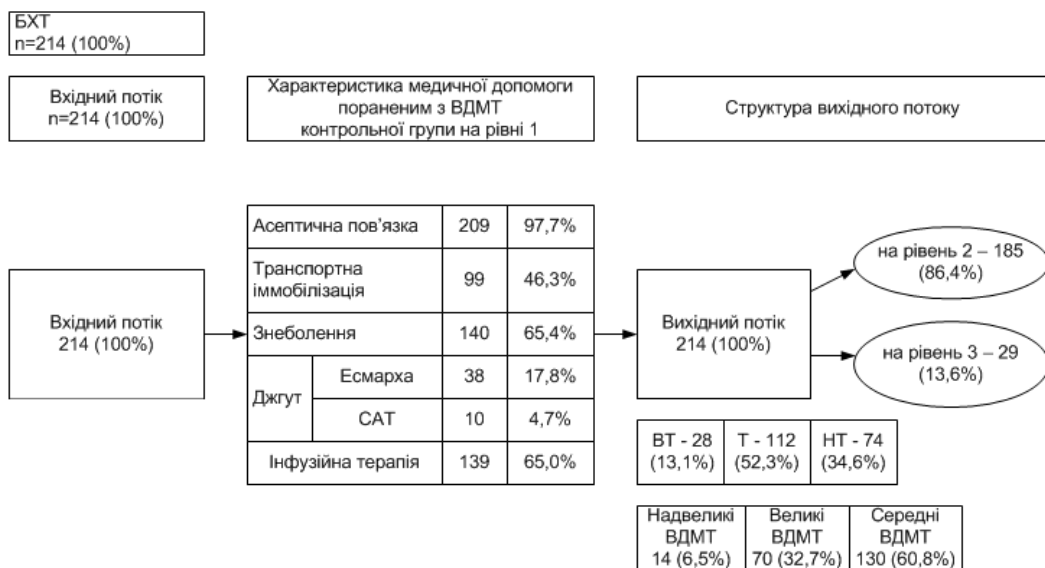 БХТ
n=214 (100%)
Вхідний потік
n=214 (100%)
Характеристика медичної допомоги
пораненим з ВДМТ
контрольної групи на рівні 1
Структура вихідного потоку
Вхідний потік
214 (100%)
Асептична пов’язка 209 97,7%
Транспортна
іммобілізація 99 46,3%
Знеболення 140 65,4%
Джгут
Есмарха 38 17,8%
САТ 10 4,7%
Інфузійна терапія 139 65,0%
Вихідний потік
214 (100%)
на рівень 2 – 185
(86,4%)
на рівень 3 – 29
(13,6%)
ВТ - 28
(13,1%)
Т - 112
(52,3%)
НТ - 74
(34,6%)
Надвеликі
ВДМТ
14 (6,5%)
Великі
ВДМТ
70 (32,7%)
Середні
ВДМТ
130 (60,8%)